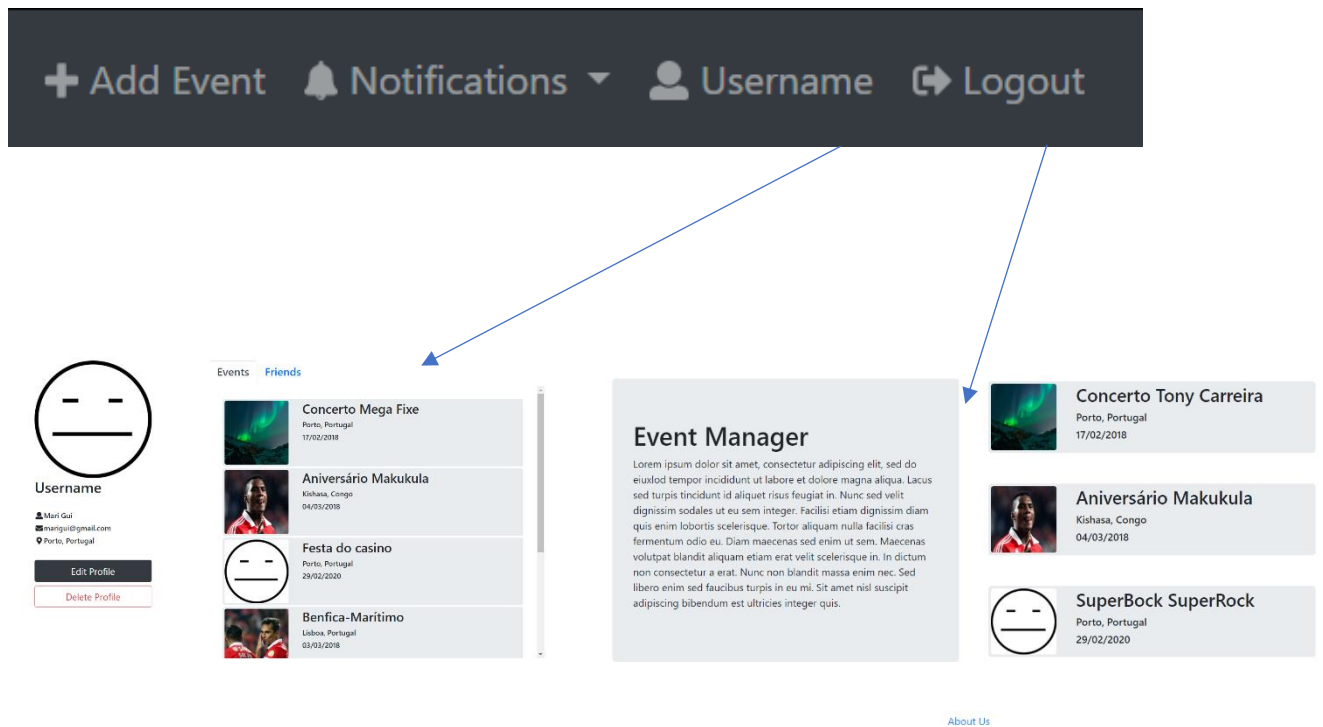 Add Event Notifications Username Logout
Username
Mari Gui
marigui@gmail.com
Porto, Portugal
Edit Profile
Delete Profile
Events Friends
Concerto Mega Fixe
Porto, Portugal
17/02/2018
Aniversário Makukula
Kishasa, Congo
04/03/2018
Festa do casino
Porto, Portugal
29/02/2020
Benfica-Marítimo
Lisboa, Portugal
03/03/2018
Event Manager
Lorem ipsum dolor sit amet, consectetur adipiscing elit, sed do
eiuxlod tempor incididunt ut labore et dolore magna aliqua. Lacus
sed turpis tincidunt id aliquet risus feugiat in. Nunc sed velit
dignissim sodales ut eu sem integer. Facilisi etiam dignissim diam
quis enim lobortis scelerisque. Tortor aliquam nulla facilisi cras
fermentum odio eu. Diam maecenas sed enim ut sem. Maecenas
volutpat blandit aliquam etiam erat velit scelerisque in. In dictum
non consectetur a erat. Nunc non blandit massa enim nec. Sed
libero enim sed faucibus turpis in eu mi. Sit amet nisl suscipit
adipiscing bibendum est ultricies integer quis.
Concerto Tony Carreira
Porto, Portugal
17/02/2018
Aniversário Makukula
Kishasa, Congo
04/03/2018
SuperBock SuperRock
Porto, Portugal
29/02/2020
About Us